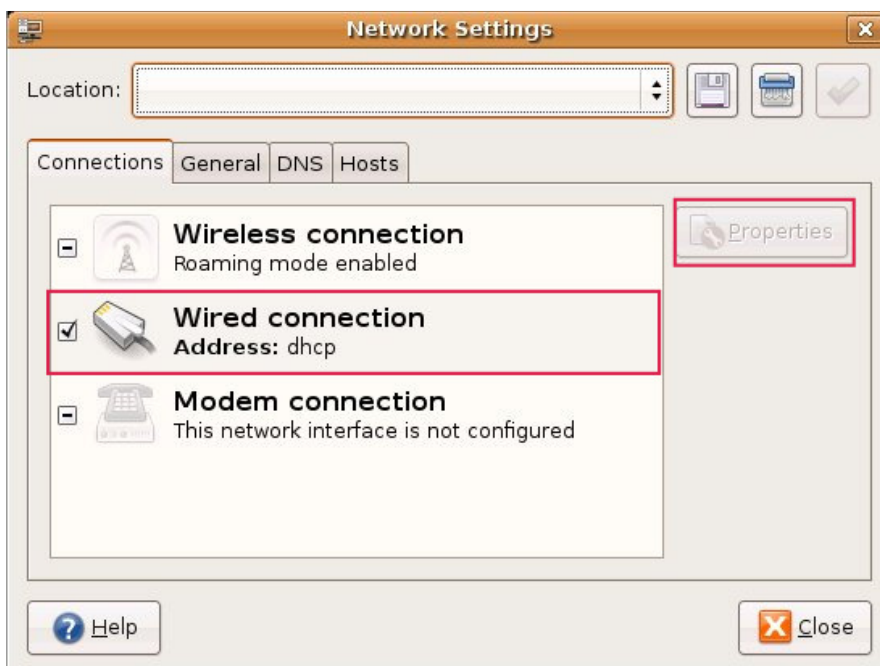 Network Settings
Location:
Connections General DNS Hosts
Wireless connection
Roaming mode enabled
Properties
Wired connection
Address: dhcp
Modem connection
This network interface is not configured
Help
Close